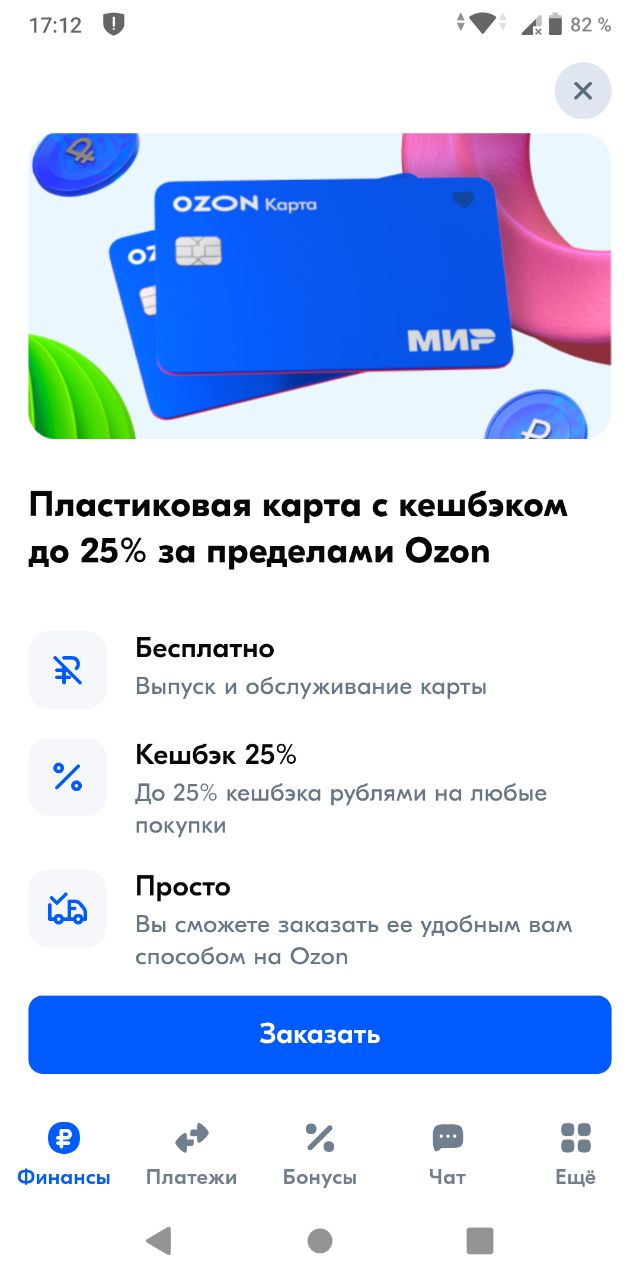 17:12
82 %
OZON Карта
OZ
МИР
Пластиковая карта с кешбэком
до 25% за пределами Ozon
Бесплатно
Выпуск и обслуживание карты
Кешбэк 25%
До 25% кешбэка рублями на любые
покупки
Просто
Вы сможете заказать ее удобным вам
способом на Ozon
Заказать
Финансы
Платежи
Бонусы
Чат
Ещё